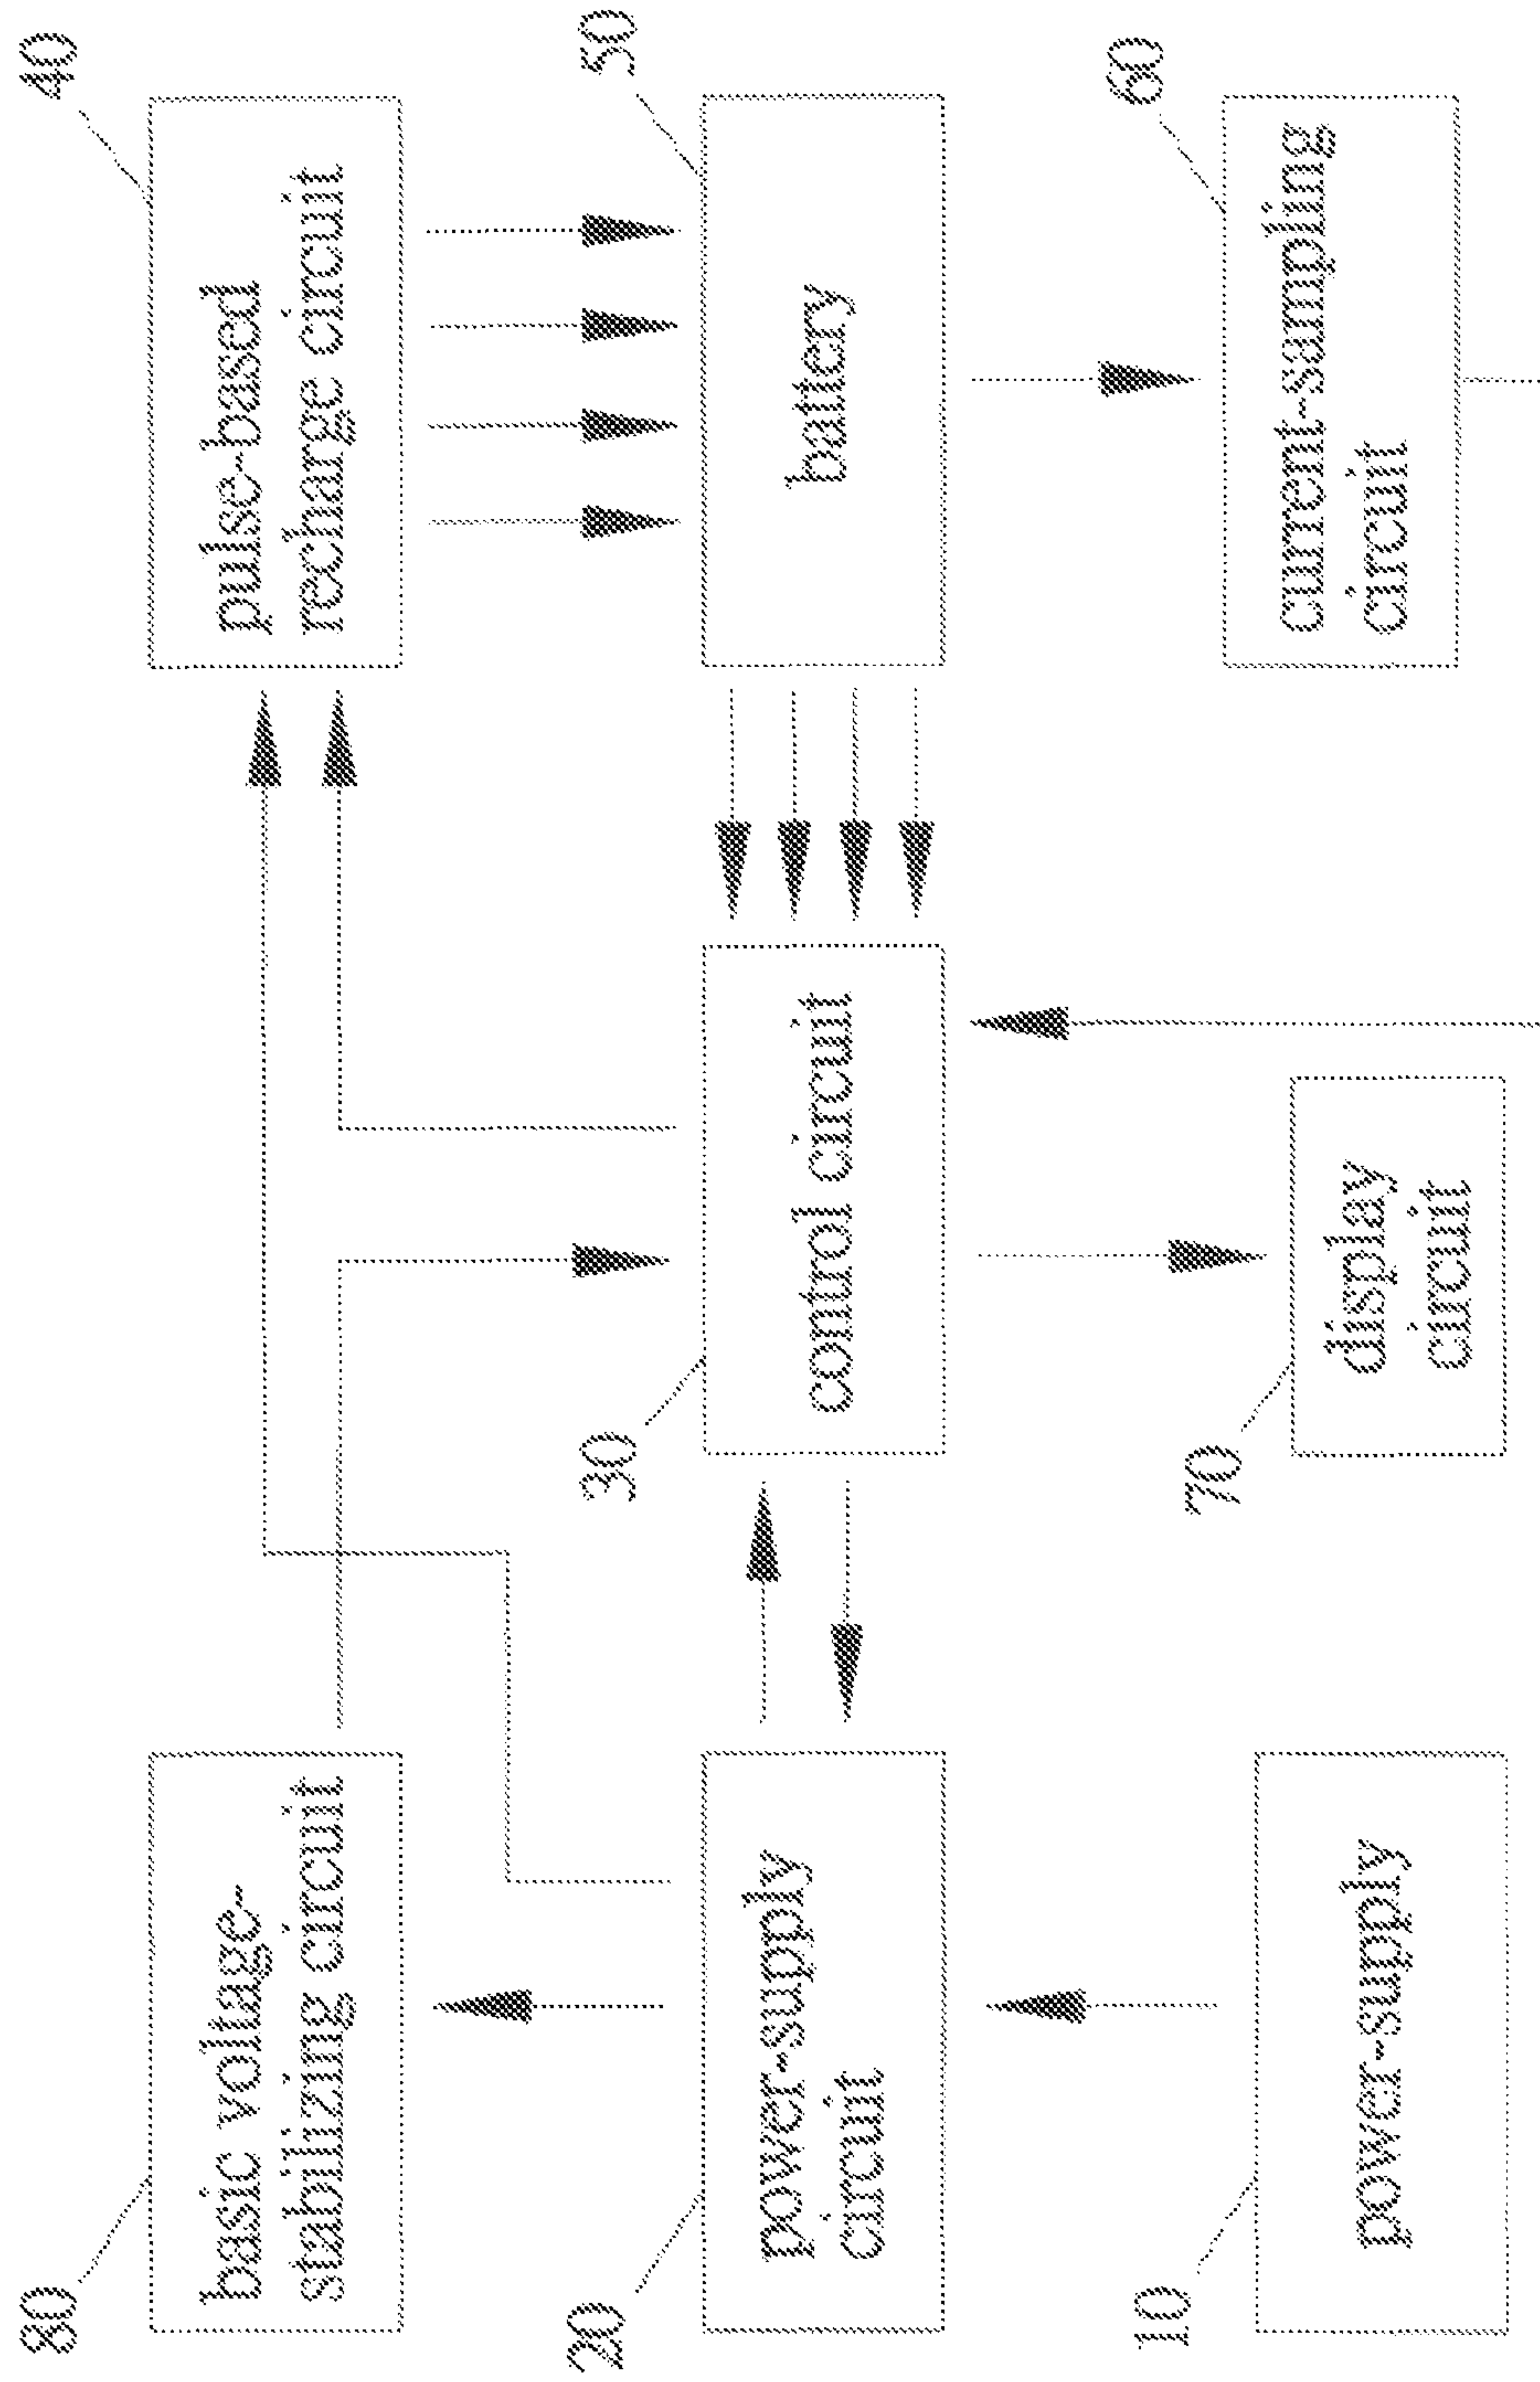 80
basic voltage-
stabilizing circuit
40
pulse-based
recharge circuit
20
power-supply
circuit
30
control circuit
50
battery
10
power-supply
70
display
circuit
60
current-sampling
circuit